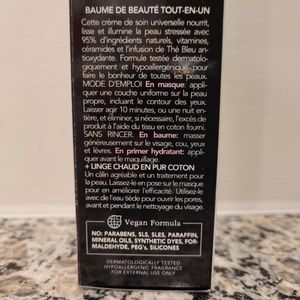 BAUME DE BEAUTÉ TOUT-EN-UN
Cette crème de soin universelle nourrit,
lisse et illumine la peau stressée avec
95% d'ingrédients naturels, vitamines,
céramides et l'infusion de Thé Bleu an-
tioxydante. Formule testée dermatolo-
giquement et hypoallergénique pour
faire le bonheur de toutes les peaux.
MODE D'EMPLOI En masque: appli-
quer une couche uniforme sur la peau
propre, incluant le contour des yeux.
Laisser agir 10 minutes, ou une nuit en-
tière, et si nécessaire, enlever l'excès de
produit à l'aide du tissu en coton fourni.
SANS RINCER. En baume: masser
généreusement sur le visage, cou, yeux
et lèvres. En primer hydratant: appli-
quer avant le maquillage.
+ LINGE CHAUD EN PUR COTON
Un câlin agréable et un traitement pour
la peau. Laissez-le en pose sur le masque
pour en améliorer l'efficacité. Utilisez-le
avec de l'eau tiède pour ouvrir les pores,
avant et pendant le nettoyage du visage.
Vegan Formula
NO: PARABENS, SLS, SLES, PARAFFIN,
MINERAL OILS, SYNTHETIC DYES, FOR-
MALDEHYDE, PEG's, SILICONES
DERMATOLOGICALLY TESTED
HYPOALLERGENIC FRAGRANCE
FOR EXTERNAL USE ONLY